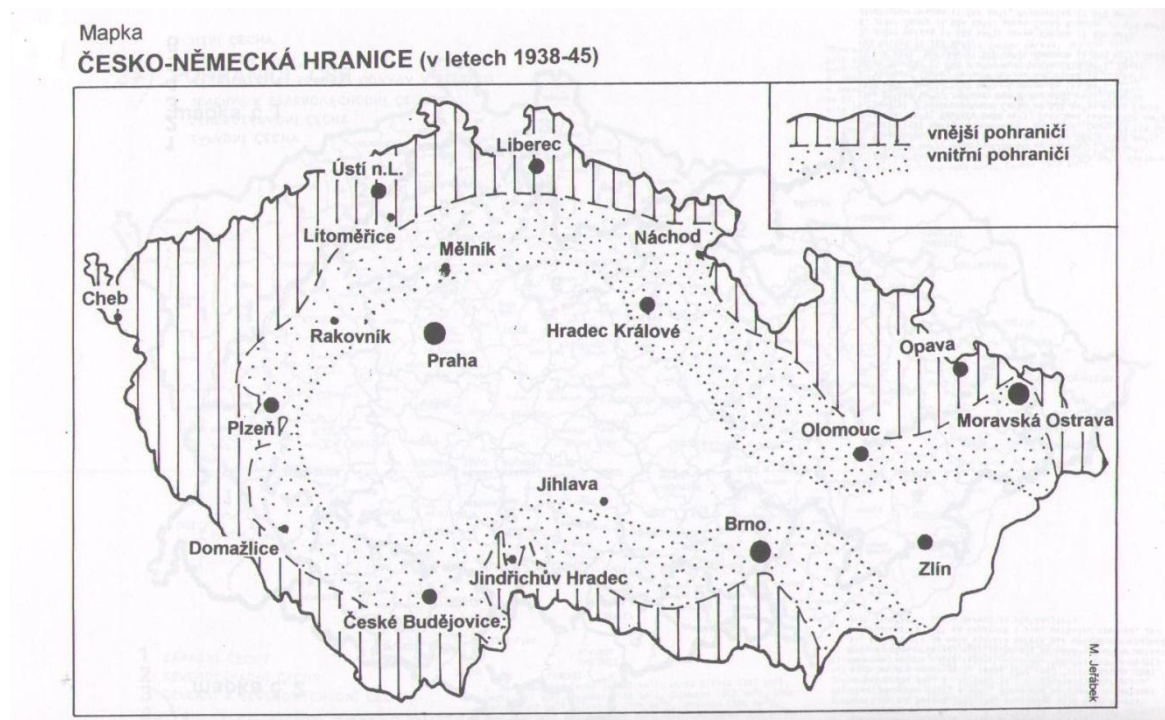 Mapka
ČESKO-NĚMECKÁ HRANICE (v letech 1938-45)
vnější pohraničí
vnitřní pohraničí
Liberec
Ústí n.L.
Litoměřice
Mělník
Náchod
Cheb
Rakovník
Praha
Hradec Králové
Opava
Plzeň
Olomouc
Moravská Ostrava
Jihlava
Brno
Domažlice
Jindřichův Hradec
Zlín
České Budějovice
M. Jeřábek